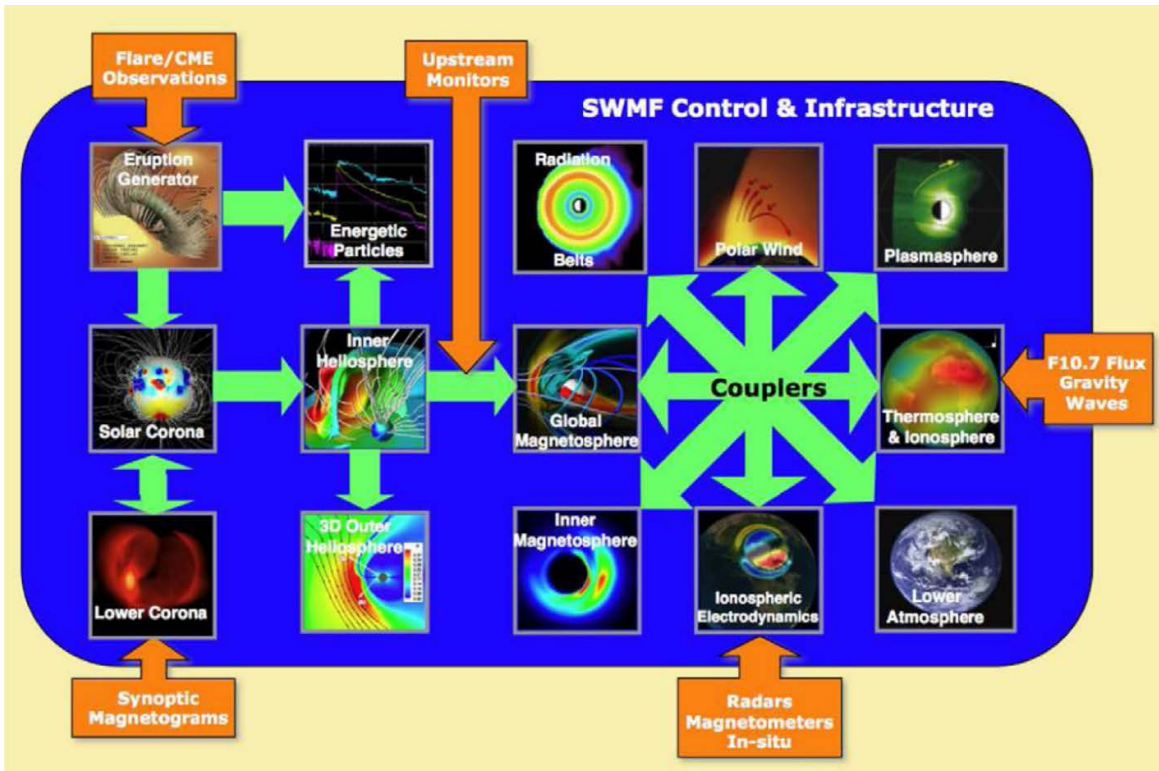 Flare/CME
Observations
Upstream
Monitors
SWMF Control & Infrastructure
Eruption
Generator
Energetic
Particles
Radiation
Belts
Polar Wind
Plasmasphere
Solar Corona
Inner
Heliosphere
Global
Magnetosphere
Couplers
Thermosphere
& Ionosphere
F10.7 Flux
Gravity
Waves
Lower Corona
3D Outer
Heliosphere
Inner
Magnetosphere
Ionospheric
Electrodynamics
Lower
Atmosphere
Synoptic
Magnetograms
Radars
Magnetometers
In-situ